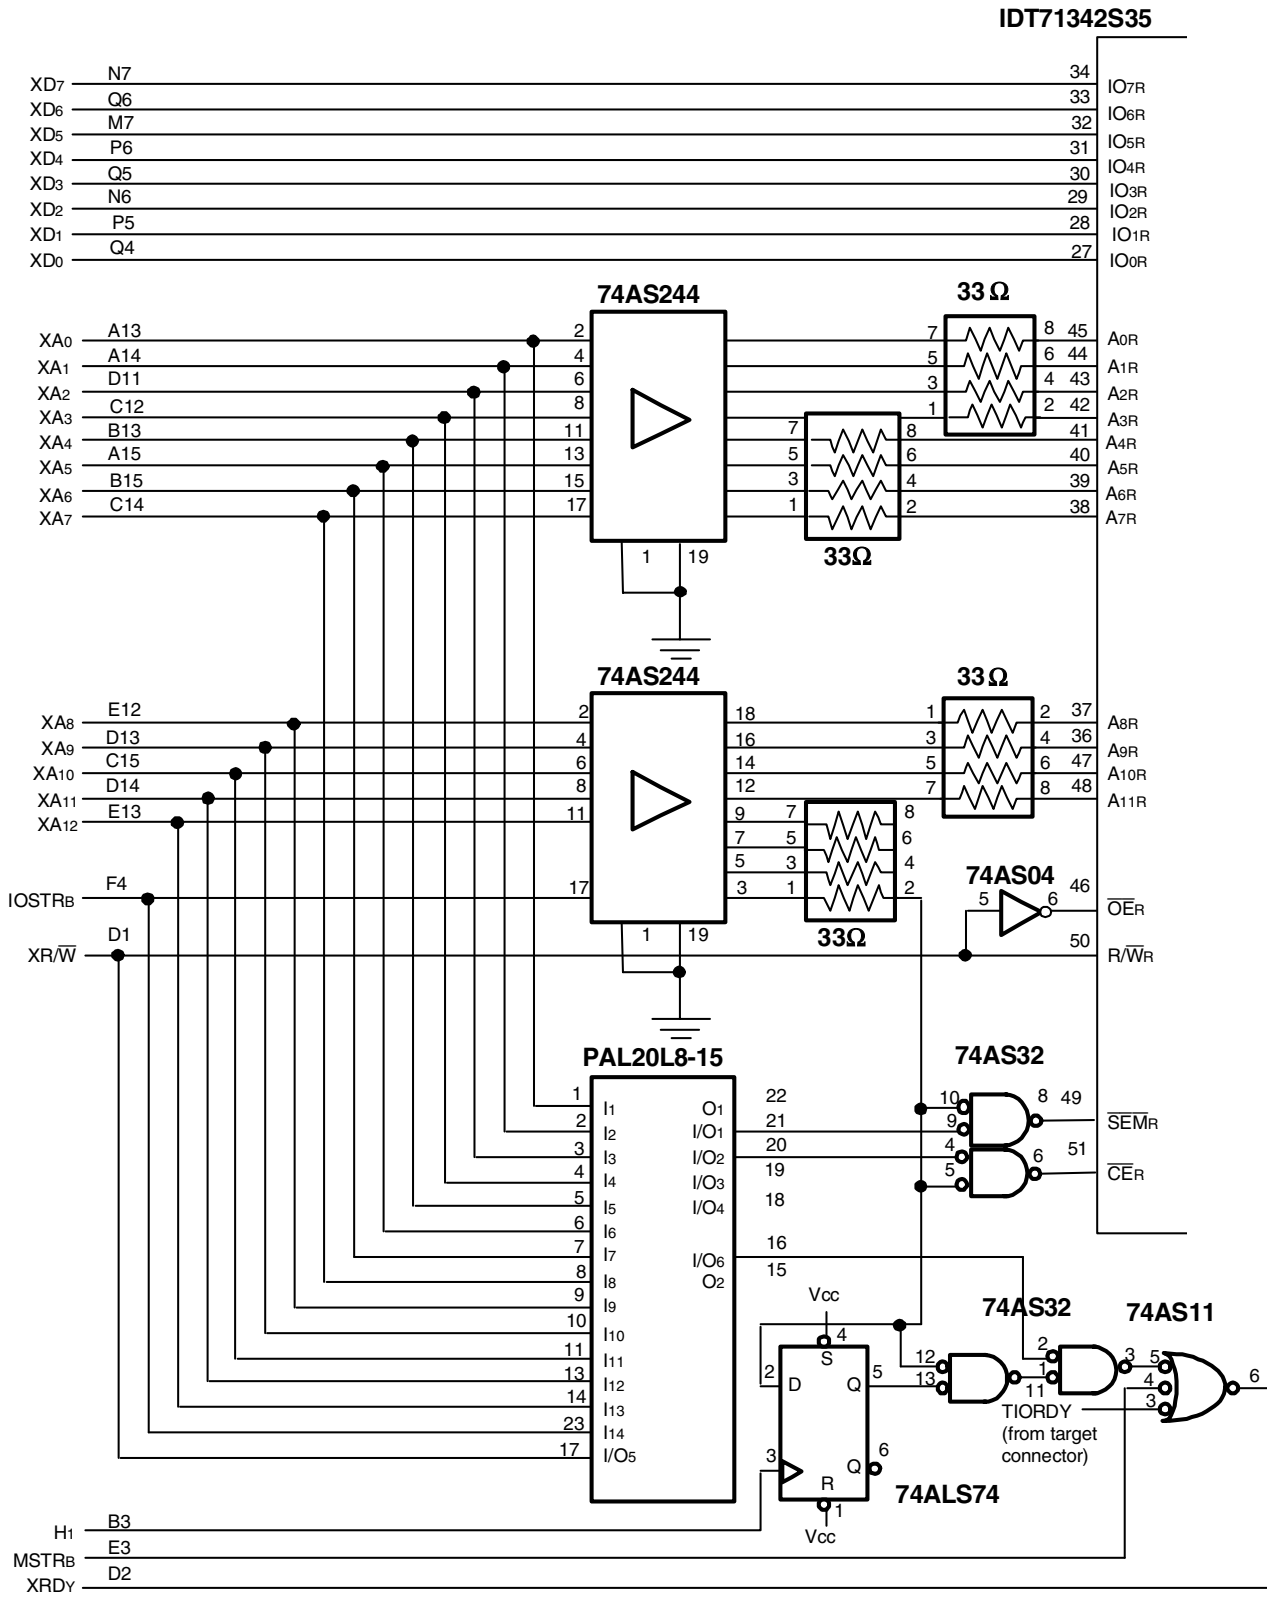 IDT71342S35
XD7 N7 34 IO7R
XD6 Q6 33 IO6R
XD5 M7 32 IO5R
XD4 P6 31 IO4R
XD3 Q5 30 IO3R
XD2 N6 29 IO2R
XD1 P5 28 IO1R
XD0 Q4 27 IO0R
74AS244 33 Ω
XA0 A13 2 7 8 45 A0R
XA1 A14 4 5 6 44 A1R
XA2 D11 6 3 4 43 A2R
XA3 C12 8 1 2 42 A3R
XA4 B13 11 7 8 41 A4R
XA5 A15 13 5 6 40 A5R
XA6 B15 15 3 4 39 A6R
XA7 C14 17 1 2 38 A7R
1 19 33Ω
74AS244 33 Ω
XA8 E12 2 18 1 2 37 A8R
XA9 D13 4 16 3 4 36 A9R
XA10 C15 6 14 5 6 47 A10R
XA11 D14 8 12 7 8 48 A11R
XA12 E13 11 9 7 8
7 5 6
5 3 4
74AS04
IOSTRB F4 17 3 1 2 5 6 46 O̅E̅R
1 19 33Ω
XR/W̅ D1 50 R/W̅R
PAL20L8-15 74AS32
1 I1 O1 22 10 8 49 S̅E̅M̅R
2 I2 I/O1 21 9
3 I3 I/O2 20 4 6 51 C̅E̅R
4 I4 I/O3 19 5
5 I5 I/O4 18
6 I6
7 I7 I/O6 16
8 I8 O2 15
9 I9 Vcc 74AS32 74AS11
10 I10 4 S 2 3 5 6
11 I11 12 1 4
13 I12 2 D Q 5 13 11 3
14 I13 TIORDY
23 I14 (from target
17 I/O5 connector)
3 Q 6
R 74ALS74
1
Vcc
H1 B3
MSTRB E3
XRDY D2